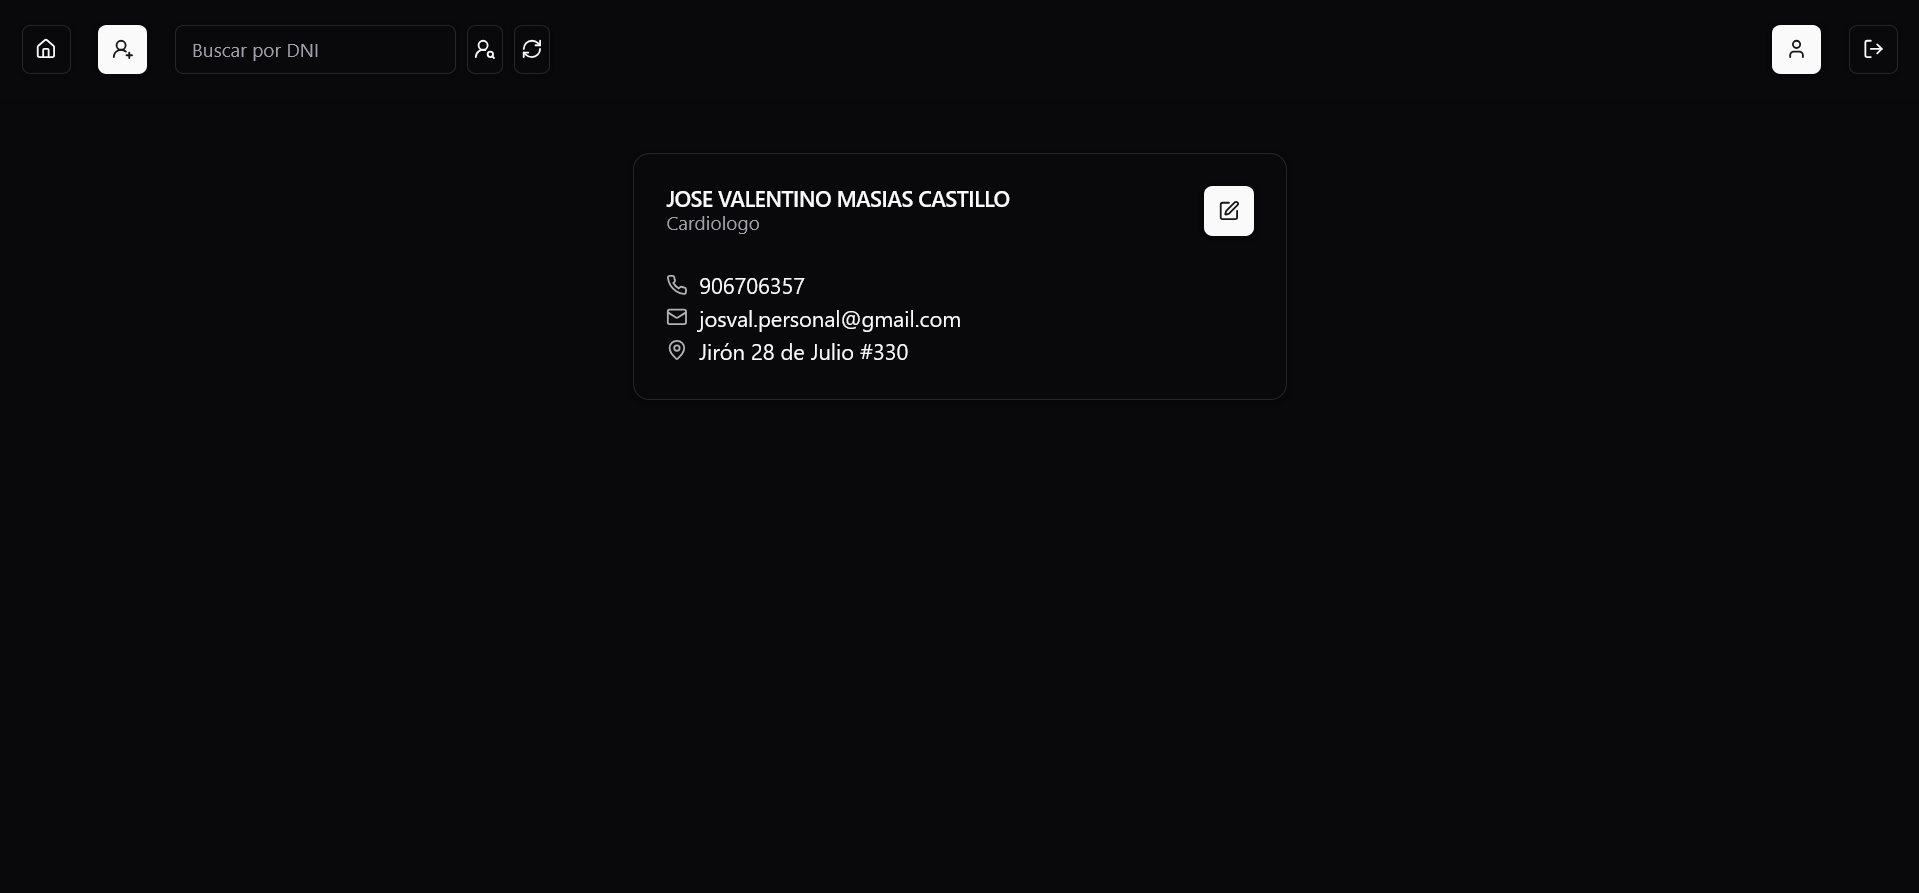 Buscar por DNI
JOSE VALENTINO MASIAS CASTILLO
Cardiologo
906706357
josval.personal@gmail.com
Jirón 28 de Julio #330